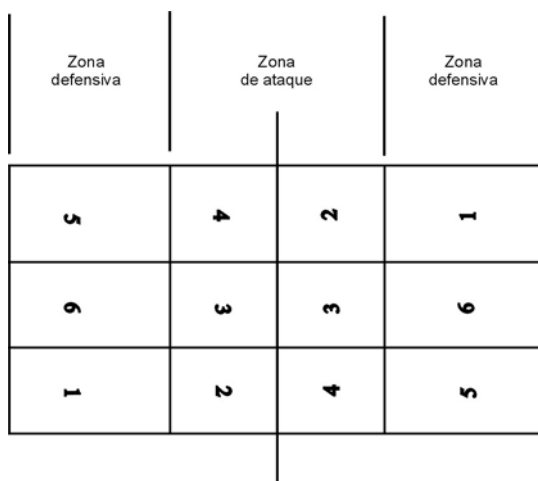 Zona
defensiva
Zona
de ataque
Zona
defensiva
5 4 2 1
6 3 3 6
1 2 4 5